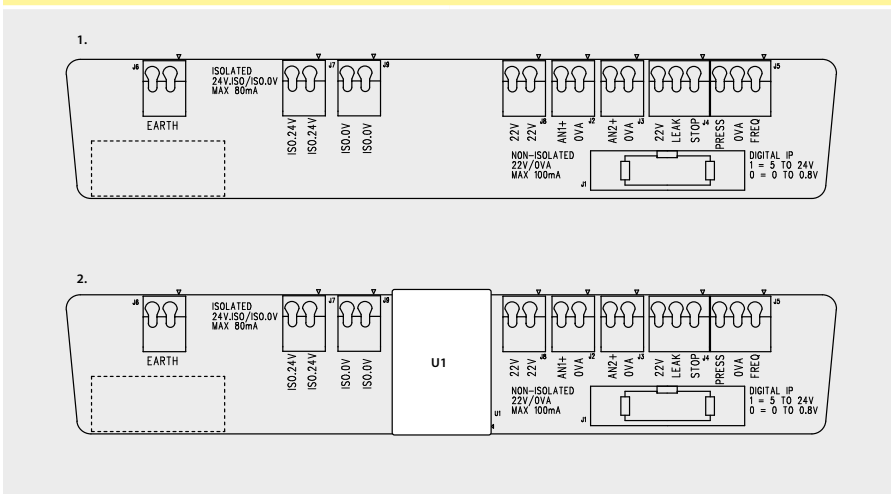 1.
J6
ISOLATED
24V.ISO/ISO.0V
MAX 80mA
J7
J9
EARTH
ISO.24V
ISO.24V
ISO.0V
ISO.0V
22V
22V
J8
AN1+
0VA
J2
AN2+
0VA
J3
22V
LEAK
STOP
J4
PRESS
0VA
FREQ
J5
NON-ISOLATED
22V/0VA
MAX 100mA
J1
DIGITAL IP
1 = 5 TO 24V
0 = 0 TO 0.8V
2.
J6
ISOLATED
24V.ISO/ISO.0V
MAX 80mA
J7
J9
EARTH
ISO.24V
ISO.24V
ISO.0V
ISO.0V
U1
U1
22V
22V
J8
AN1+
0VA
J2
AN2+
0VA
J3
22V
LEAK
STOP
J4
PRESS
0VA
FREQ
J5
NON-ISOLATED
22V/0VA
MAX 100mA
J1
DIGITAL IP
1 = 5 TO 24V
0 = 0 TO 0.8V